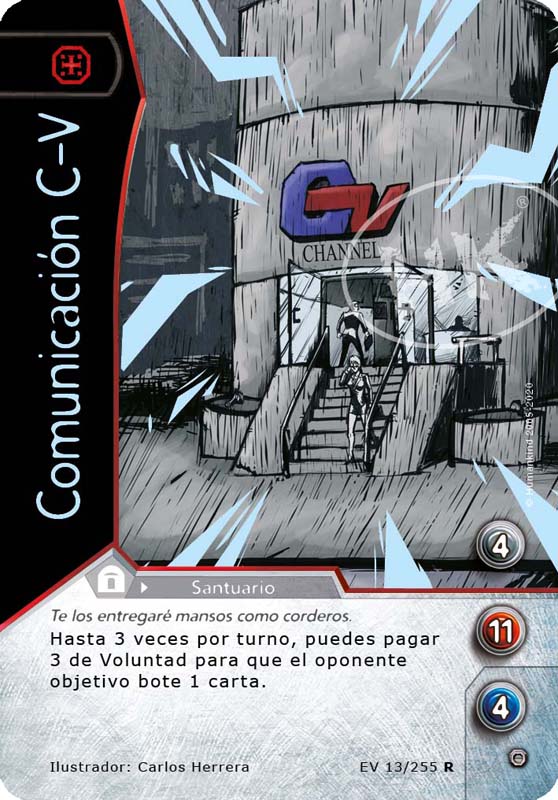 Comunicación C-V
CV
CHANNEL
HK
®
© Humankind 2005-2020
4
Santuario
Te los entregaré mansos como corderos.
Hasta 3 veces por turno, puedes pagar
3 de Voluntad para que el oponente
objetivo bote 1 carta.
11
4
Ilustrador: Carlos Herrera
EV 13/255 R